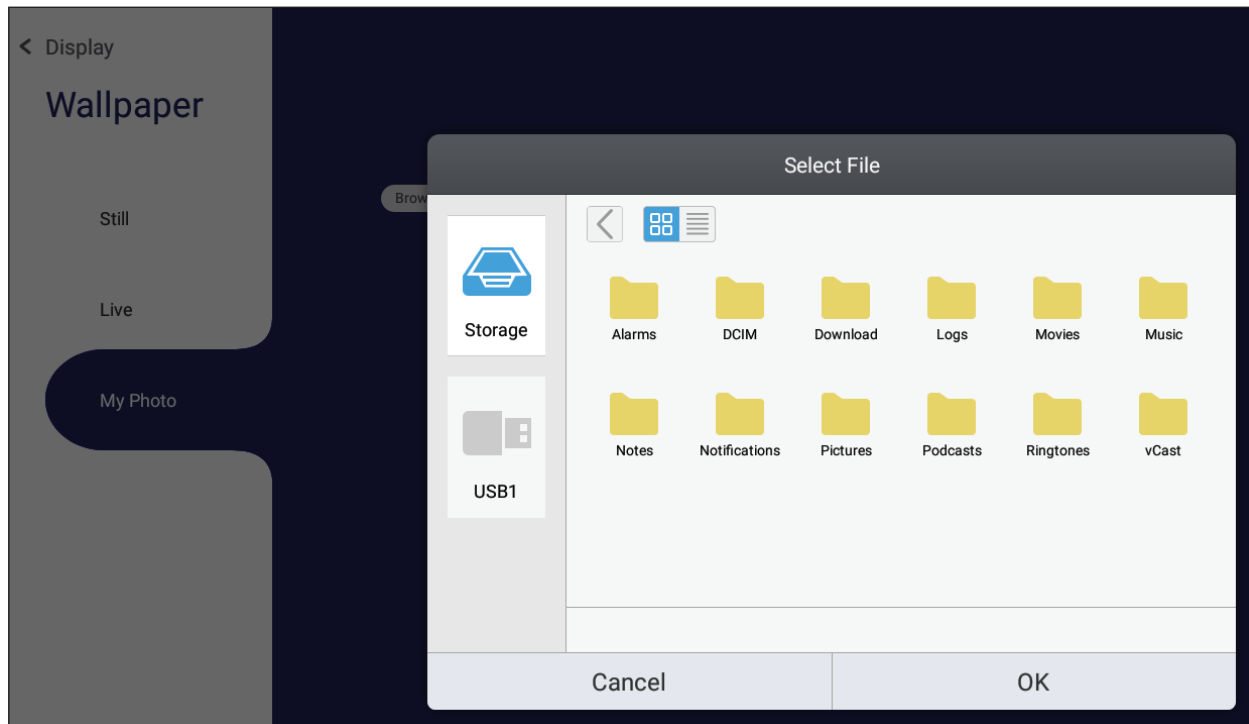 Display
Wallpaper
Still
Live
My Photo
Brow
Select File
Storage
USB1
Alarms DCIM Download Logs Movies Music
Notes Notifications Pictures Podcasts Ringtones vCast
Cancel OK